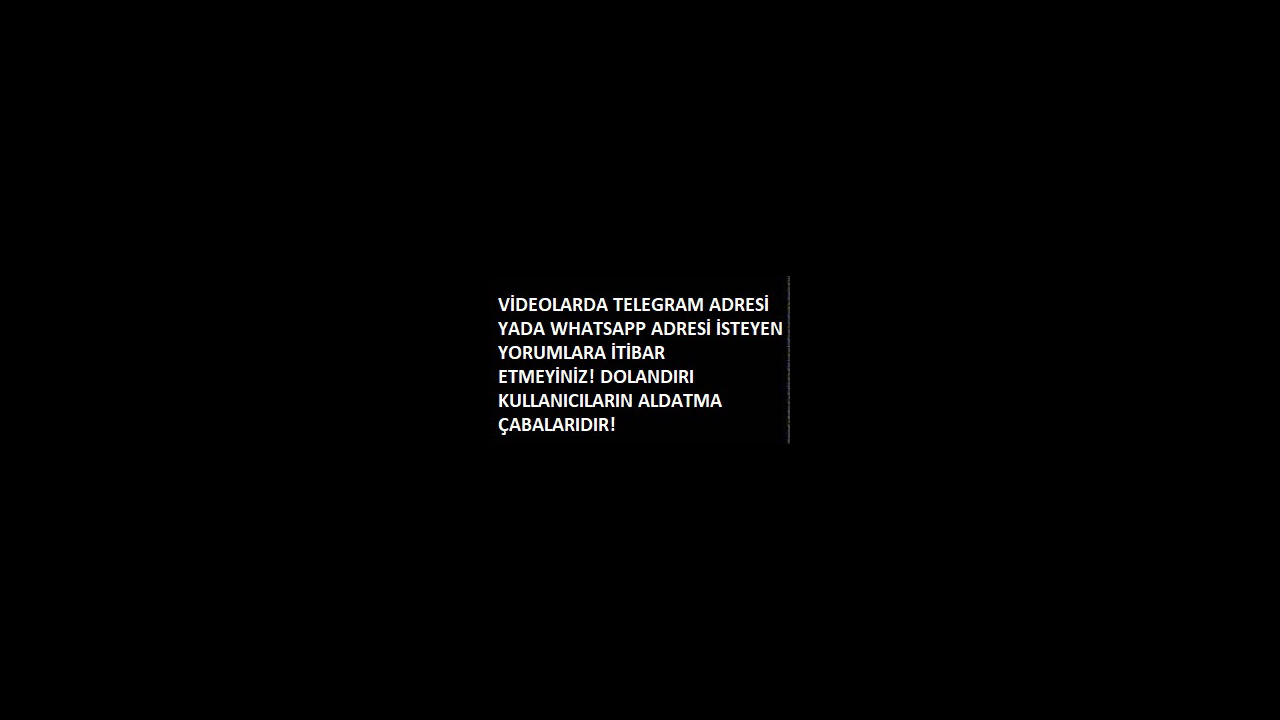 VİDEOLARDA TELEGRAM ADRESİ
YADA WHATSAPP ADRESİ İSTEYEN
YORUMLARA İTİBAR
ETMEYİNİZ! DOLANDIRI
KULLANICILARIN ALDATMA
ÇABALARIDIR!